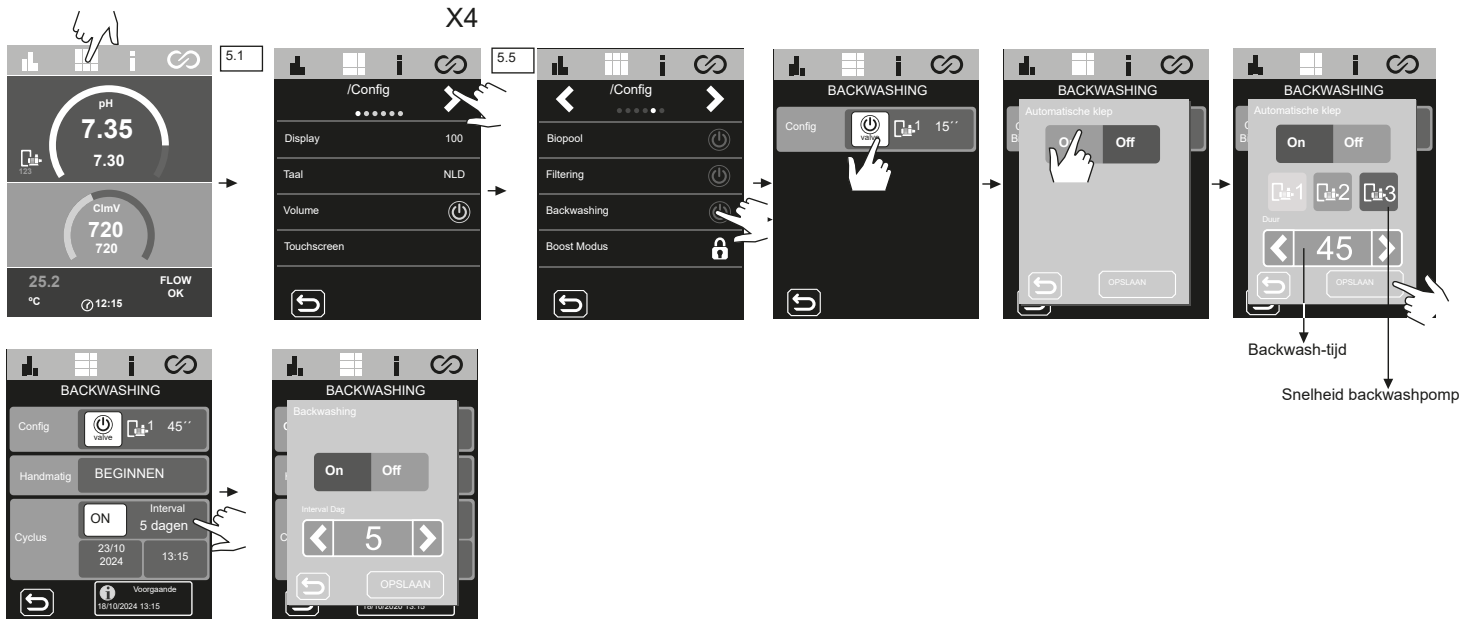 X4
5.1
pH
7.35
7.30
123
ClmV
720
720
25.2
ºC
12:15
FLOW
OK
/Config
Display 100
Taal NLD
Volume
Touchscreen
5.5
/Config
Biopool
Filtering
Backwashing
Boost Modus
BACKWASHING
Config valve 1 15´´
BACKWASHING
Automatische klep
Off
OPSLAAN
BACKWASHING
Automatische klep
On Off
1 2 3
Duur
45
OPSLAAN
Backwash-tijd
Snelheid backwashpomp
BACKWASHING
Config valve 1 45´´
Handmatig BEGINNEN
Cyclus ON Interval
5 dagen
23/10
2024
13:15
Voorgaande
18/10/2024 13:15
BACKWASHING
Backwashing
On Off
Interval Dag
5
OPSLAAN